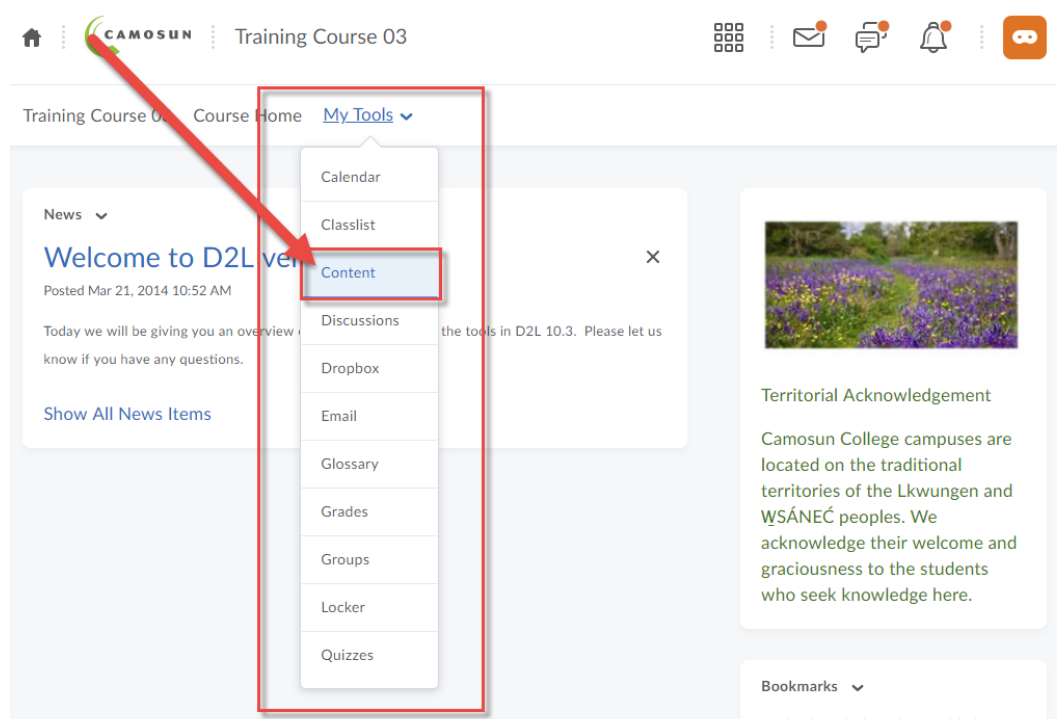 CAMOSUN
Training Course 03
Training Course 0
Course Home
My Tools
Calendar
Classlist
Content
Discussions
Dropbox
Email
Glossary
Grades
Groups
Locker
Quizzes
News
Welcome to D2L ver
Posted Mar 21, 2014 10:52 AM
Today we will be giving you an overview the tools in D2L 10.3. Please let us
know if you have any questions.
Show All News Items
Territorial Acknowledgement
Camosun College campuses are
located on the traditional
territories of the Lkwungen and
W̱SÁNEĆ peoples. We
acknowledge their welcome and
graciousness to the students
who seek knowledge here.
Bookmarks